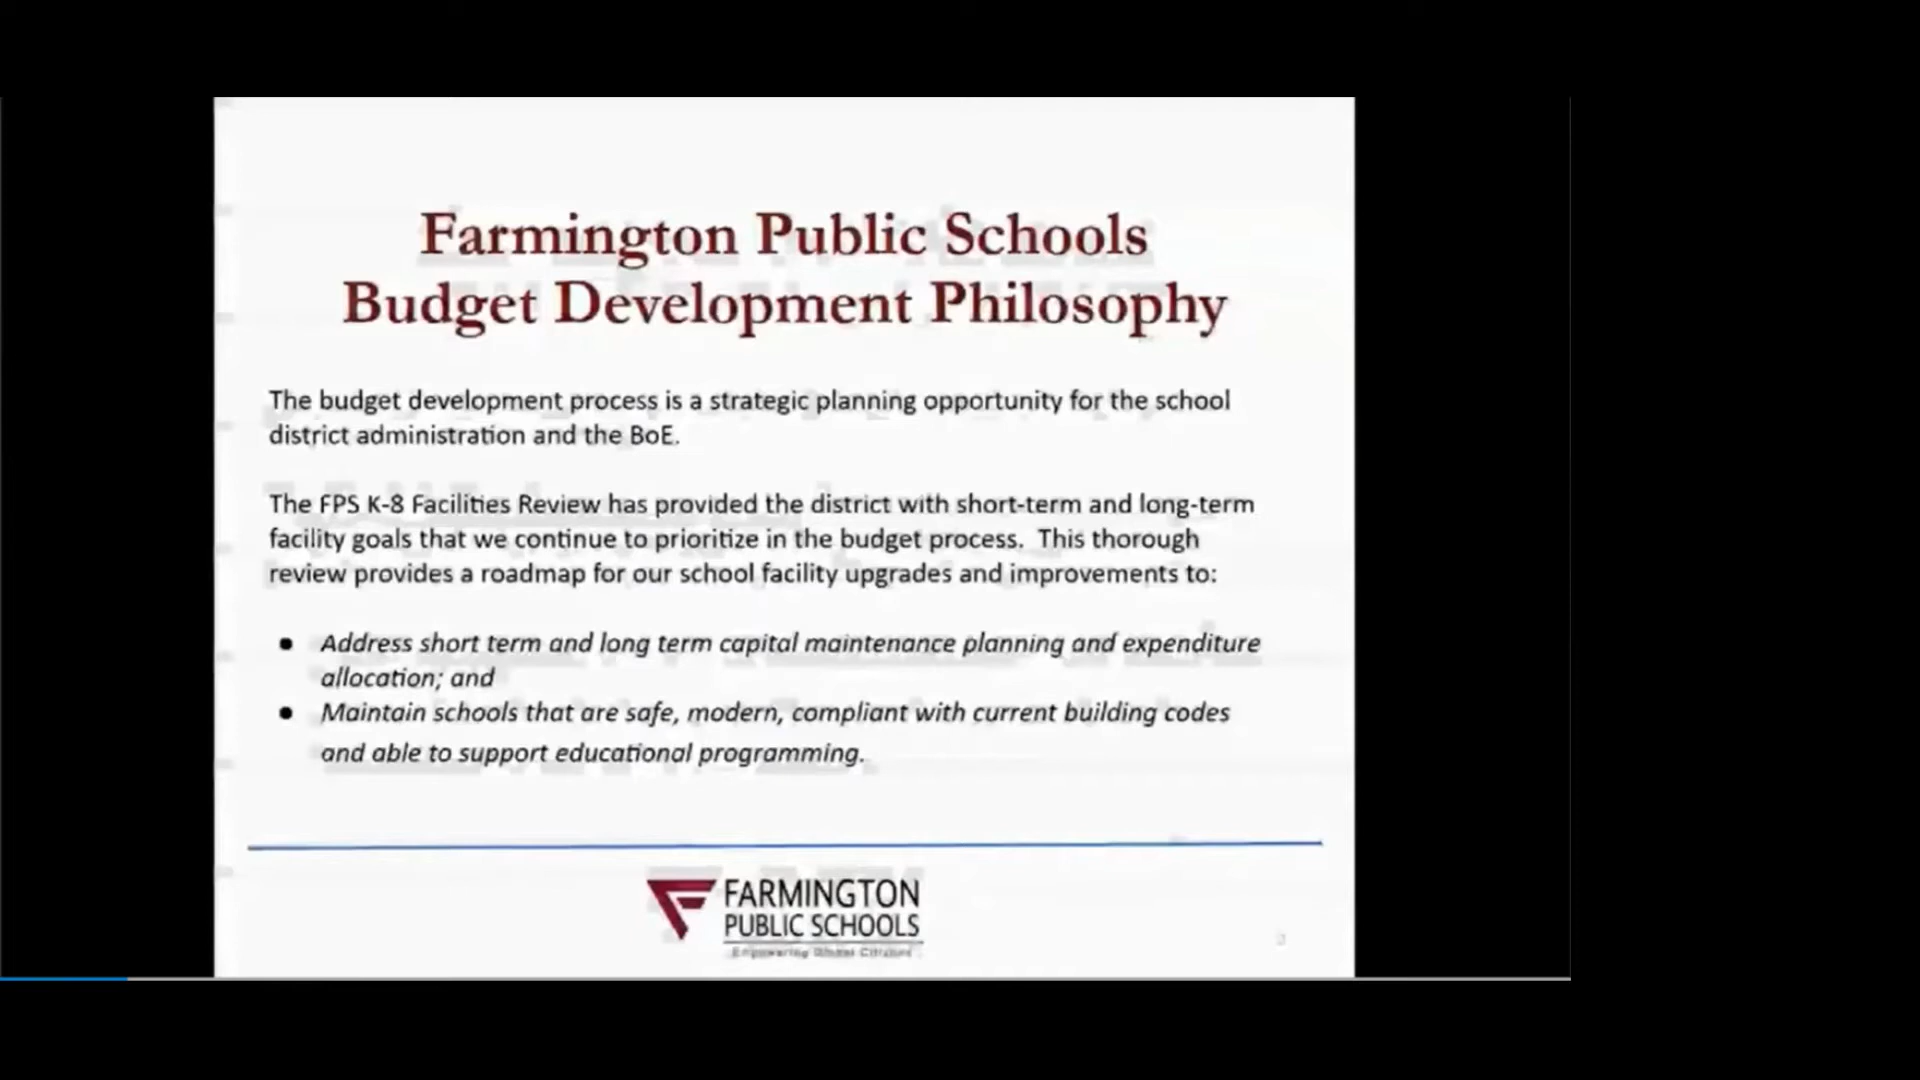 Farmington Public Schools
Budget Development Philosophy
The budget development process is a strategic planning opportunity for the school
district administration and the BoE.
The FPS K-8 Facilities Review has provided the district with short-term and long-term
facility goals that we continue to prioritize in the budget process. This thorough
review provides a roadmap for our school facility upgrades and improvements to:
● Address short term and long term capital maintenance planning and expenditure
allocation; and
● Maintain schools that are safe, modern, compliant with current building codes
and able to support educational programming.
FARMINGTON
PUBLIC SCHOOLS
Empowering Global Citizens